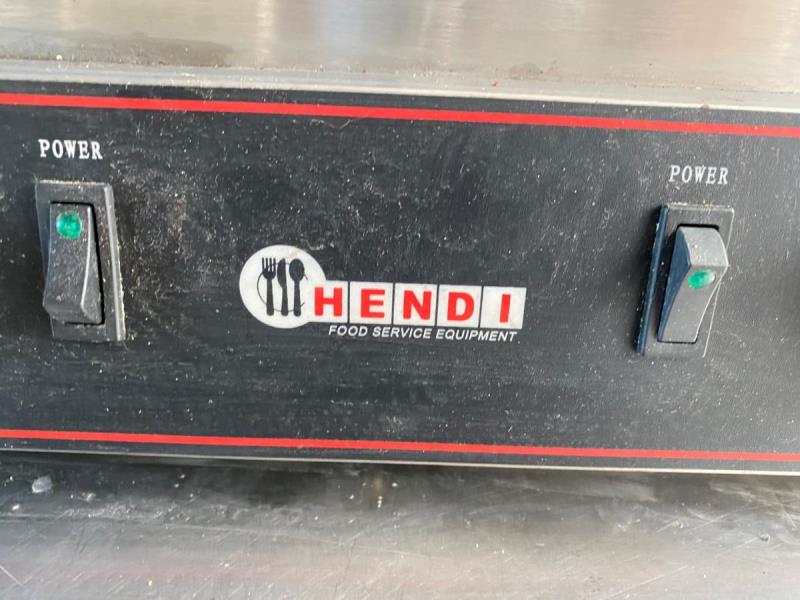 POWER
POWER
HENDI
FOOD SERVICE EQUIPMENT